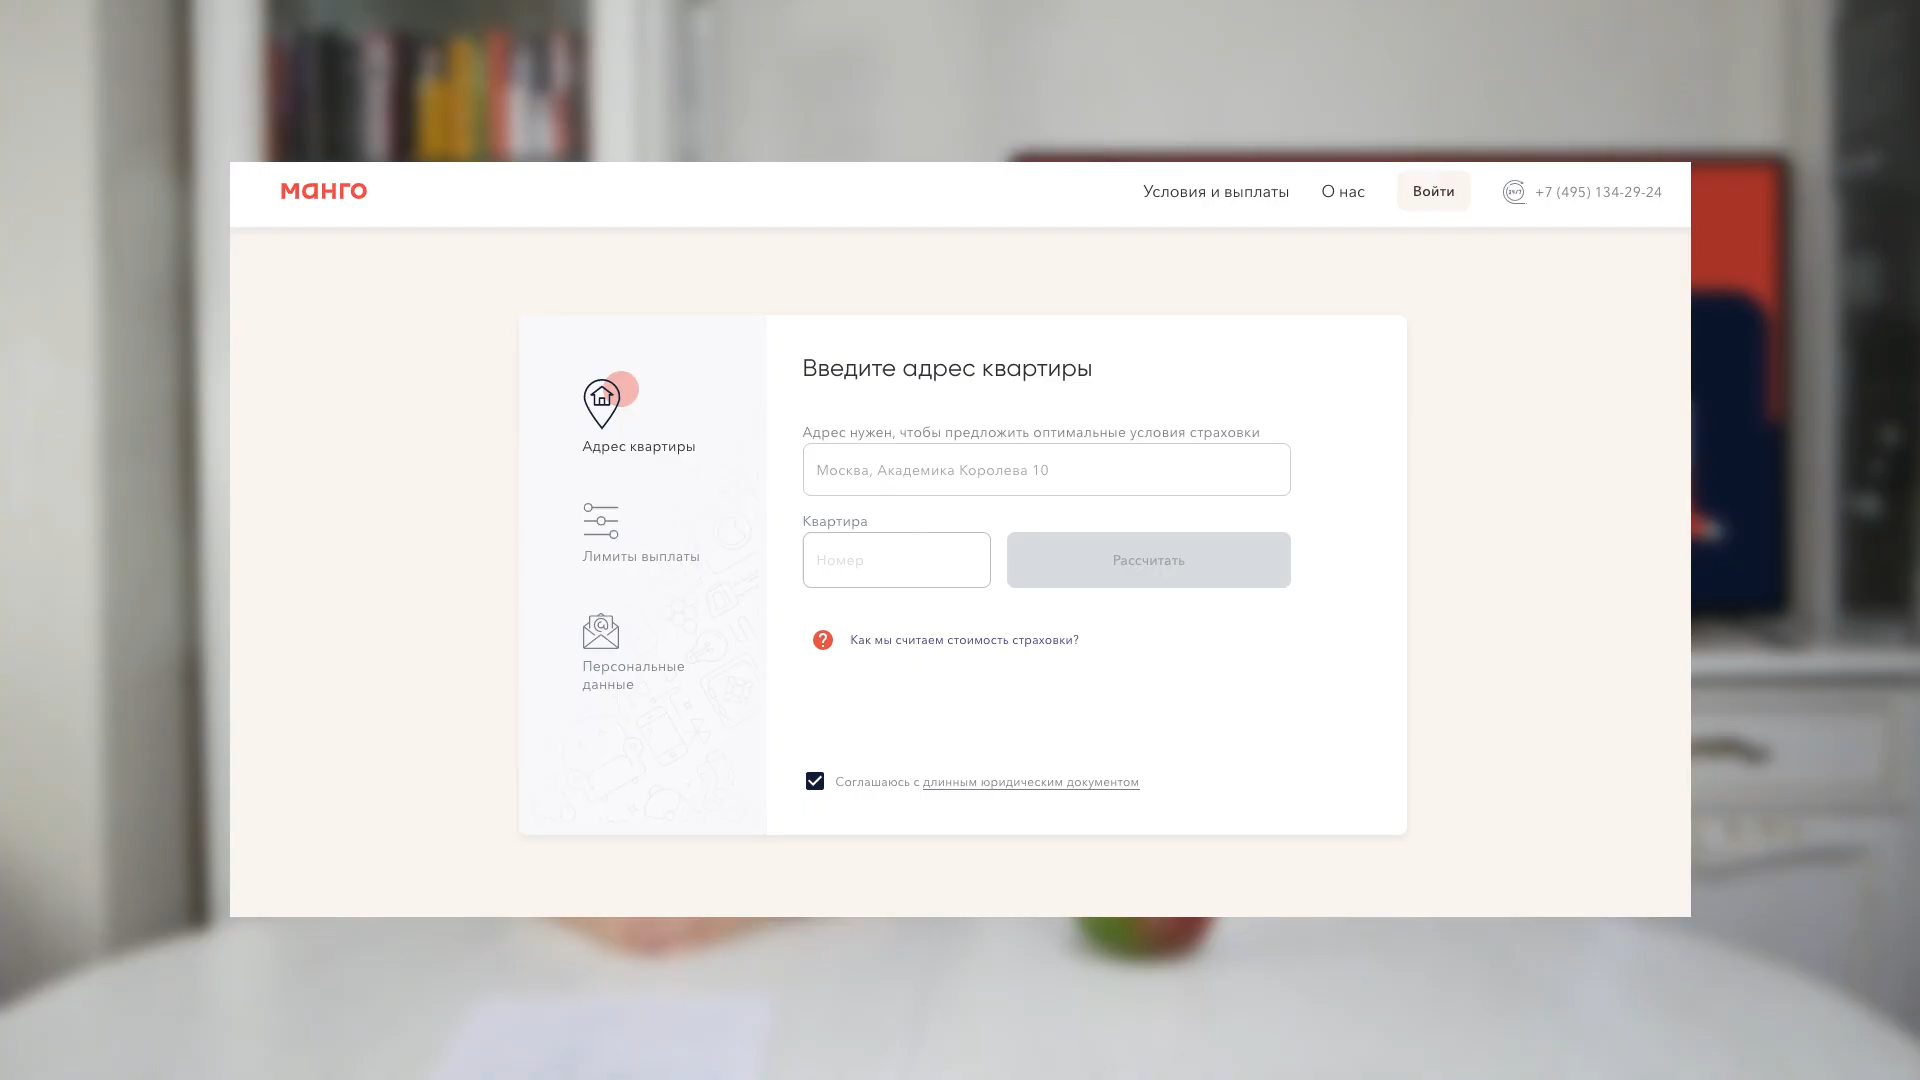 манго
Условия и выплаты
О нас
Войти
24/7
+7 (495) 134-29-24
Адрес квартиры
Лимиты выплаты
Персональные
данные
Введите адрес квартиры
Адрес нужен, чтобы предложить оптимальные условия страховки
Москва, Академика Королева 10
Квартира
Номер
Рассчитать
Как мы считаем стоимость страховки?
Соглашаюсь с длинным юридическим документом